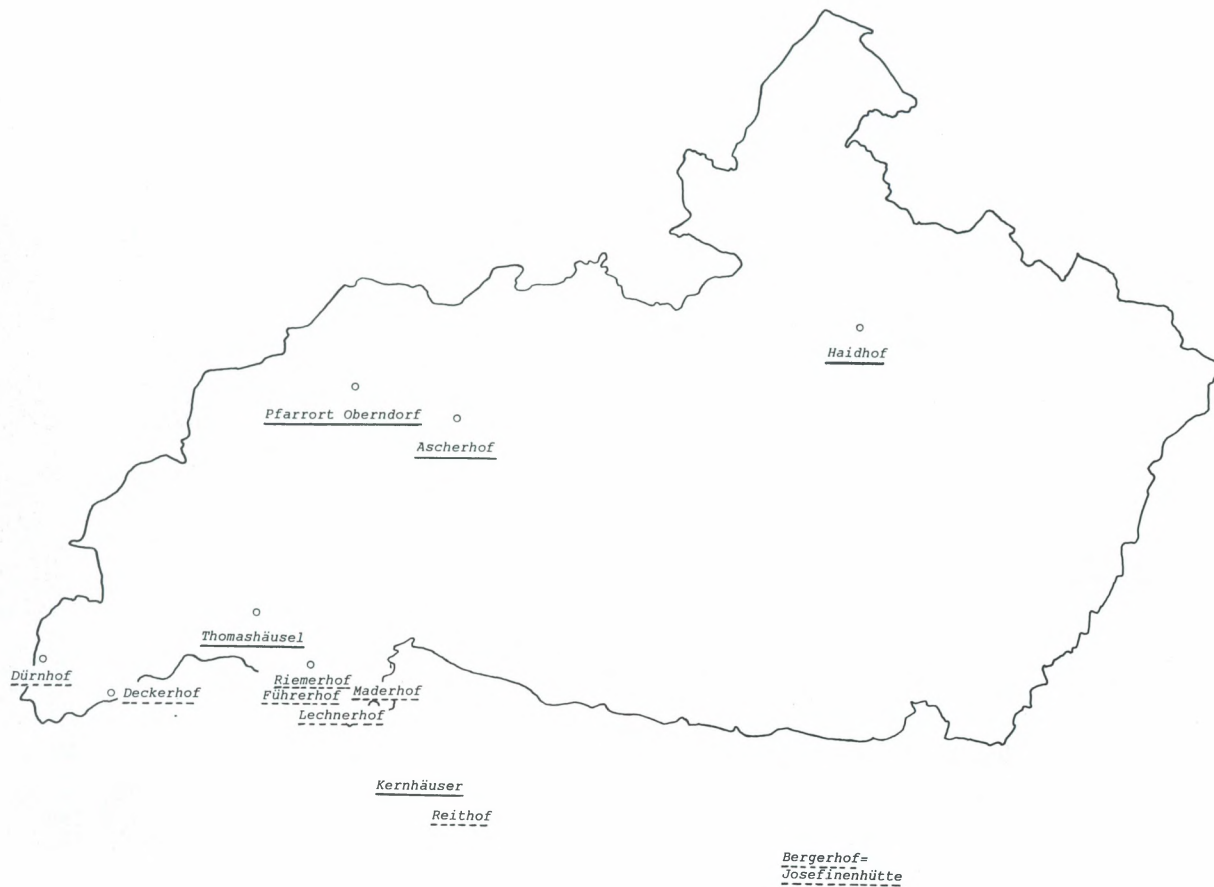 Haidhof
Pfarrort Oberndorf
Ascherhof
Thomashäusel
Dürnhof
Deckerhof
Riemerhof
Führerhof
Maderhof
Lechnerhof
Kernhäuser
Reithof
Bergerhof=
Josefinenhütte